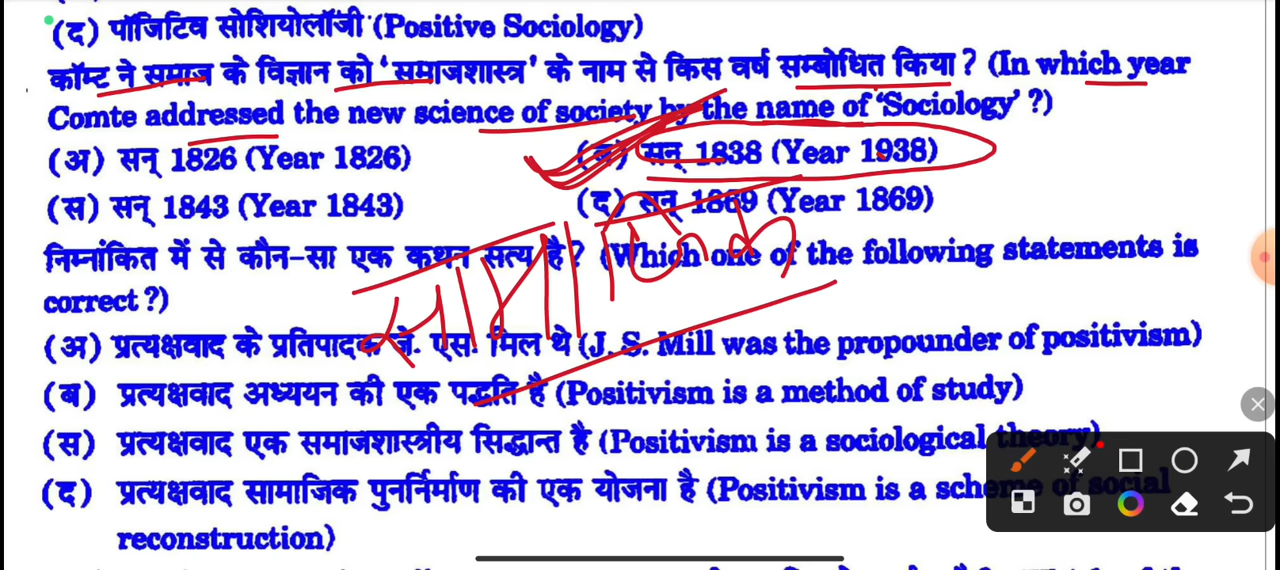 (द) पॉजिटिव सोशियोलॉजी (Positive Sociology)
कॉम्ट ने समाज के विज्ञान को ‘समाजशास्त्र’ के नाम से किस वर्ष सम्बोधित किया ? (In which year
Comte addressed the new science of society by the name of ‘Sociology’ ?)
(अ) सन् 1826 (Year 1826)
(ब) सन् 1838 (Year 1938)
(स) सन् 1843 (Year 1843)
(द) सन् 1869 (Year 1869)
सामाजिक
निम्नांकित में से कौन-सा एक कथन सत्य है ? (Which one of the following statements is
correct ?)
(अ) प्रत्यक्षवाद के प्रतिपादक जे. एस. मिल थे (J. S. Mill was the propounder of positivism)
(ब) प्रत्यक्षवाद अध्ययन की एक पद्धति है (Positivism is a method of study)
(स) प्रत्यक्षवाद एक समाजशास्त्रीय सिद्धान्त है (Positivism is a sociological theory).
(द) प्रत्यक्षवाद सामाजिक पुनर्निर्माण की एक योजना है (Positivism is a scheme of social
reconstruction)